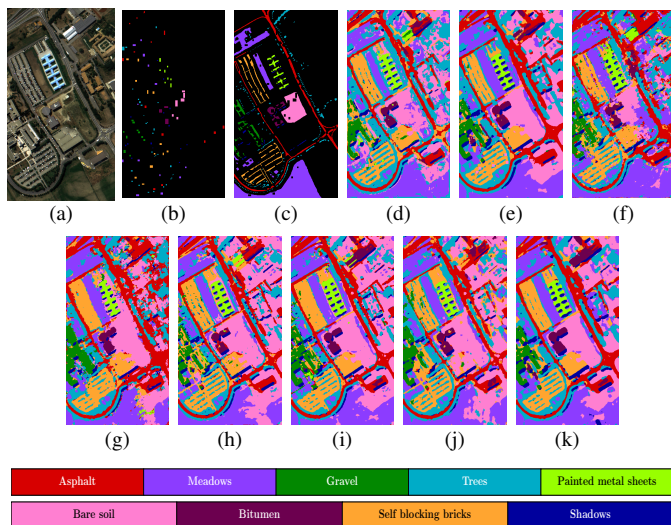 (a) (b) (c) (d) (e) (f)
(g) (h) (i) (j) (k)
Asphalt Meadows Gravel Trees Painted metal sheets
Bare soil Bitumen Self blocking bricks Shadows